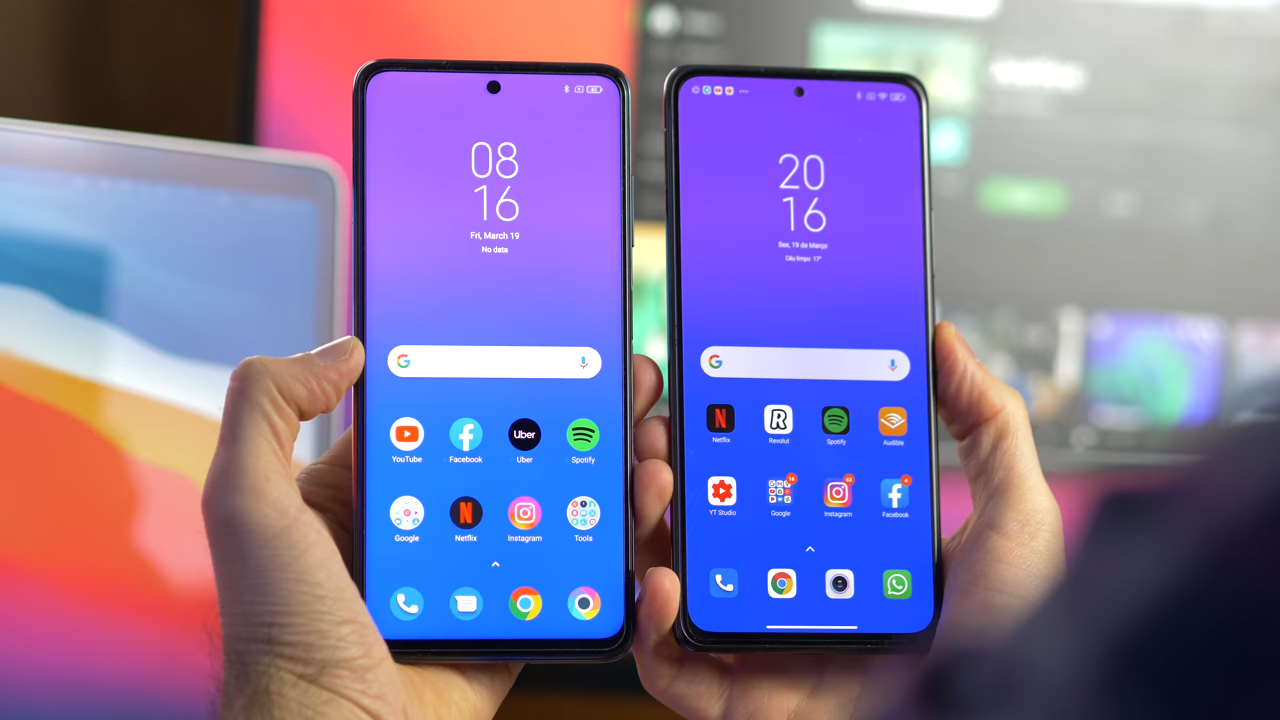 08
16
Fri, March 19
No data
YouTube
Facebook
Uber
Uber
Spotify
Google
Netflix
Instagram
Tools
20
16
Sex, 19 de Março
Céu limpo 17°
Netflix
Revolut
Spotify
Audible
YT Studio
Google
Instagram
Facebook